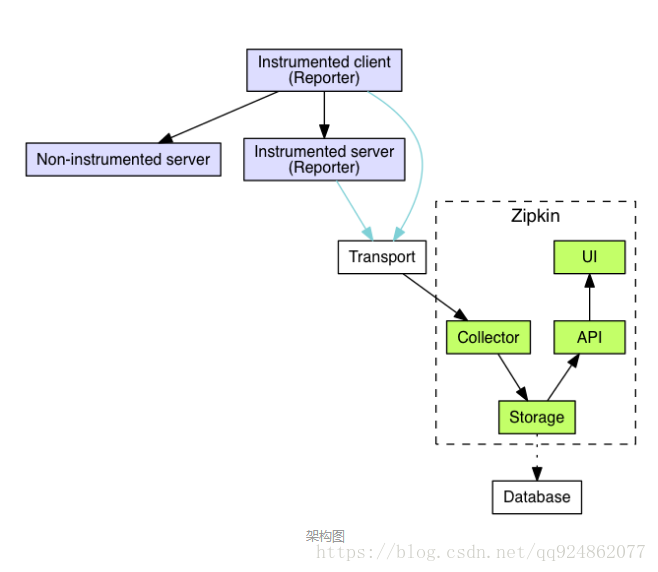 Instrumented client
(Reporter)
Non-instrumented server
Instrumented server
(Reporter)
Zipkin
Transport
UI
Collector
API
Storage
Database
架构图
https://blog.csdn.net/qq924862077